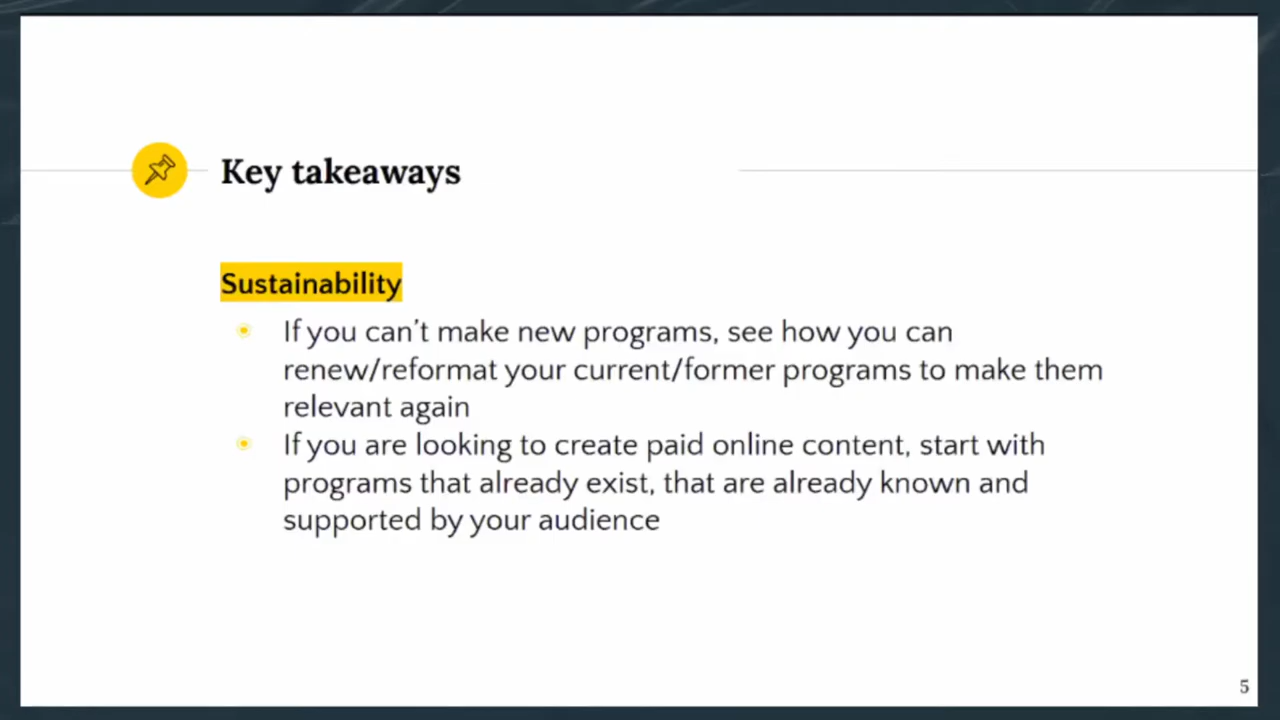 Key takeaways
Sustainability
If you can't make new programs, see how you can
renew/reformat your current/former programs to make them
relevant again
If you are looking to create paid online content, start with
programs that already exist, that are already known and
supported by your audience
5